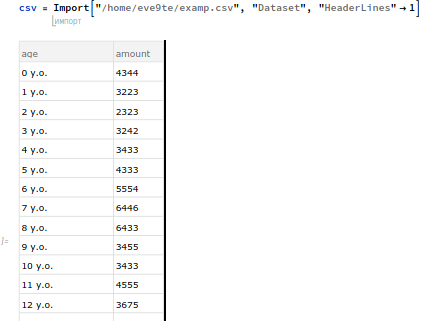 csv = Import["/home/eve9te/examp.csv", "Dataset", "HeaderLines"→1]
импорт
age amount
0 y.o. 4344
1 y.o. 3223
2 y.o. 2323
3 y.o. 3242
4 y.o. 3433
5 y.o. 4333
6 y.o. 5554
7 y.o. 6446
8 y.o. 6433
]=
9 y.o. 3455
10 y.o. 3433
11 y.o. 4555
12 y.o. 3675